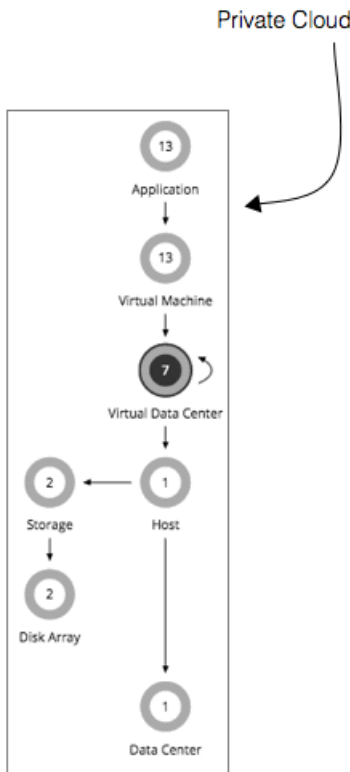 Private Cloud
13
Application
13
Virtual Machine
7
Virtual Data Center
2
1
Storage
Host
2
Disk Array
1
Data Center